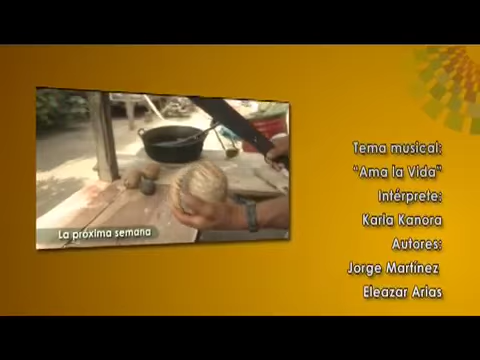 La próxima semana
Tema musical:
"Ama la Vida"
Intérprete:
Karla Kanora
Autores:
Jorge Martínez
Eleazar Arias